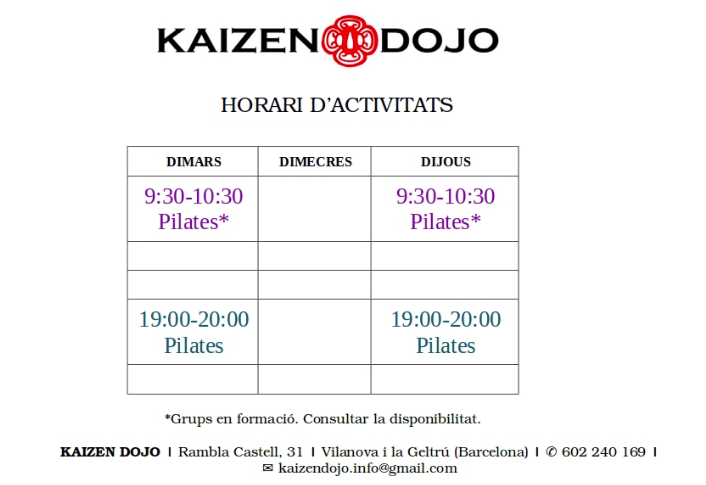 KAIZEN DOJO
HORARI D’ACTIVITATS
DIMARS DIMECRES DIJOUS
9:30-10:30 9:30-10:30
Pilates* Pilates*
19:00-20:00 19:00-20:00
Pilates Pilates
*Grups en formació. Consultar la disponibilitat.
KAIZEN DOJO I Rambla Castell, 31 I Vilanova i la Geltrú (Barcelona) I ✆ 602 240 169 I
✉ kaizendojo.info@gmail.com